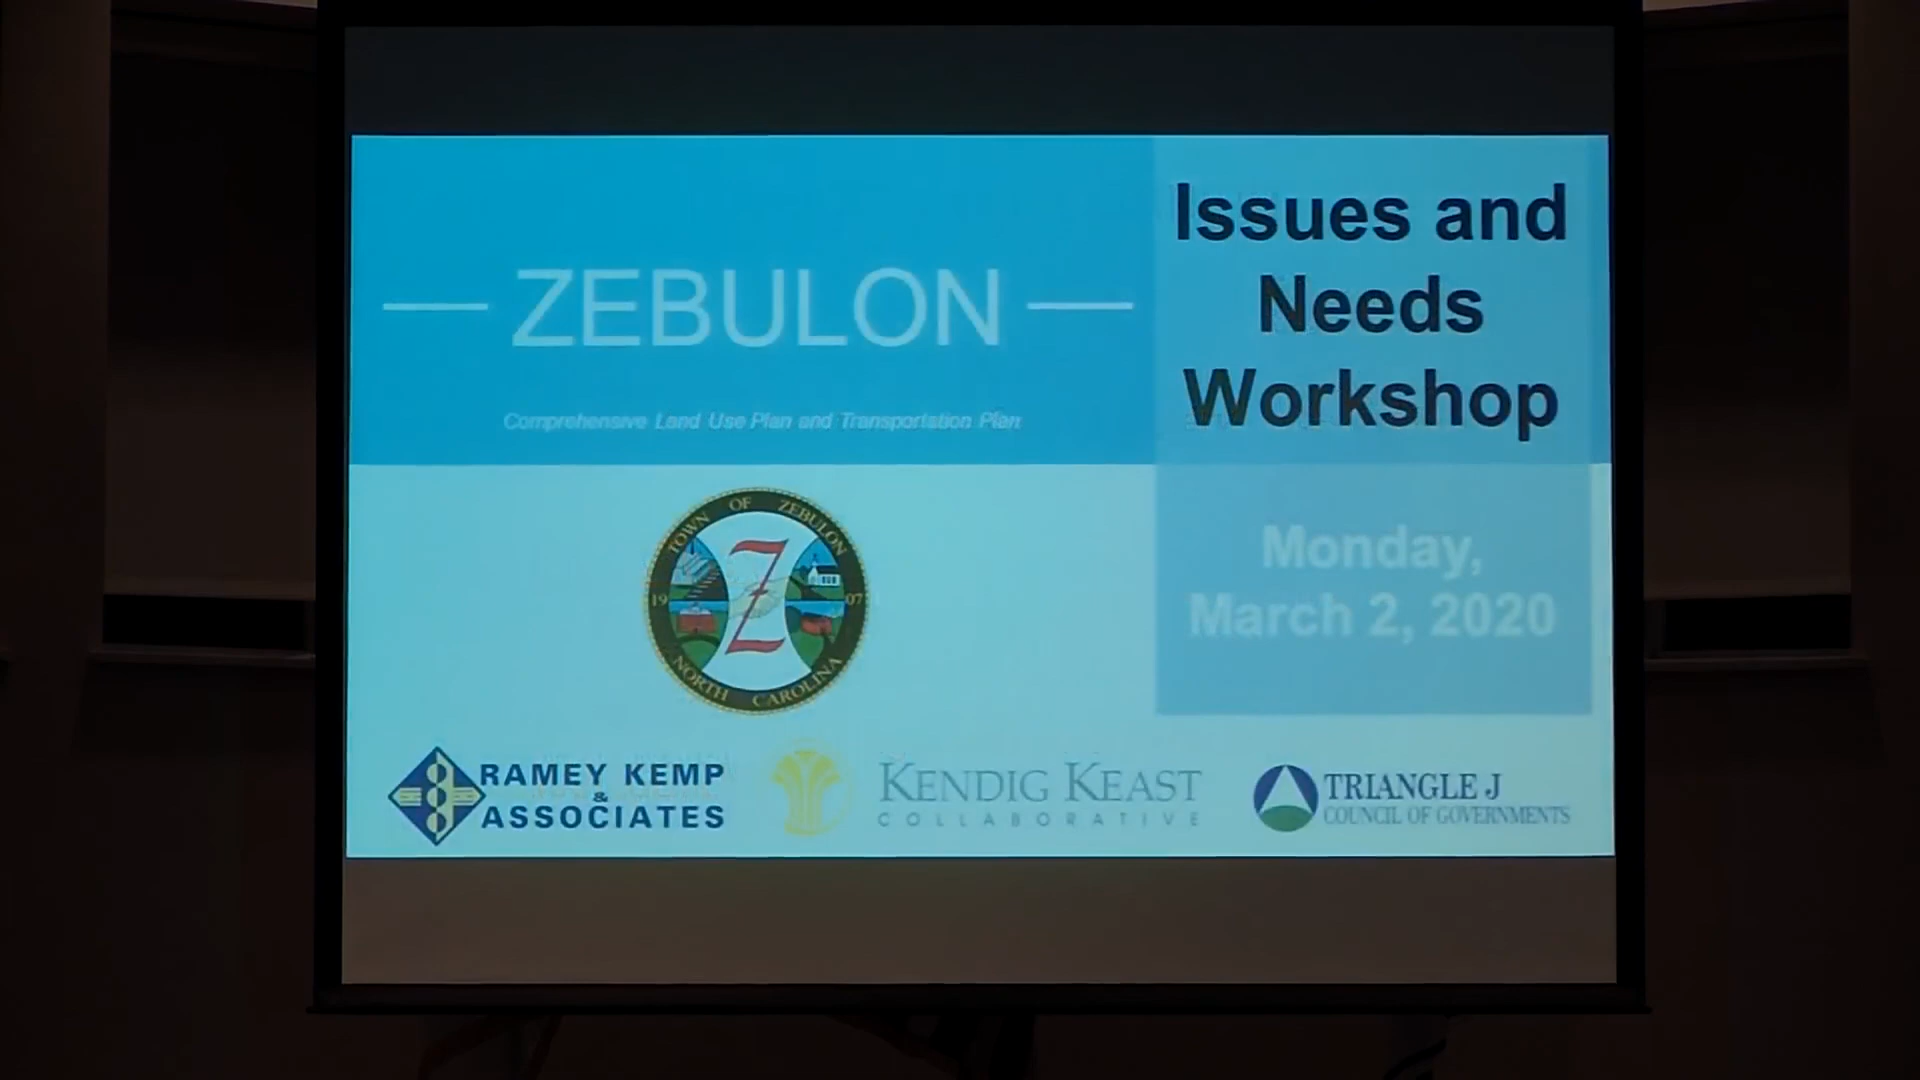 ZEBULON
Comprehensive Land Use Plan and Transportation Plan
Issues and
Needs
Workshop
Monday,
March 2, 2020
TOWN OF ZEBULON
19 07
Z
NORTH CAROLINA
RAMEY KEMP
&
ASSOCIATES
KENDIG KEAST
COLLABORATIVE
TRIANGLE J
COUNCIL OF GOVERNMENTS